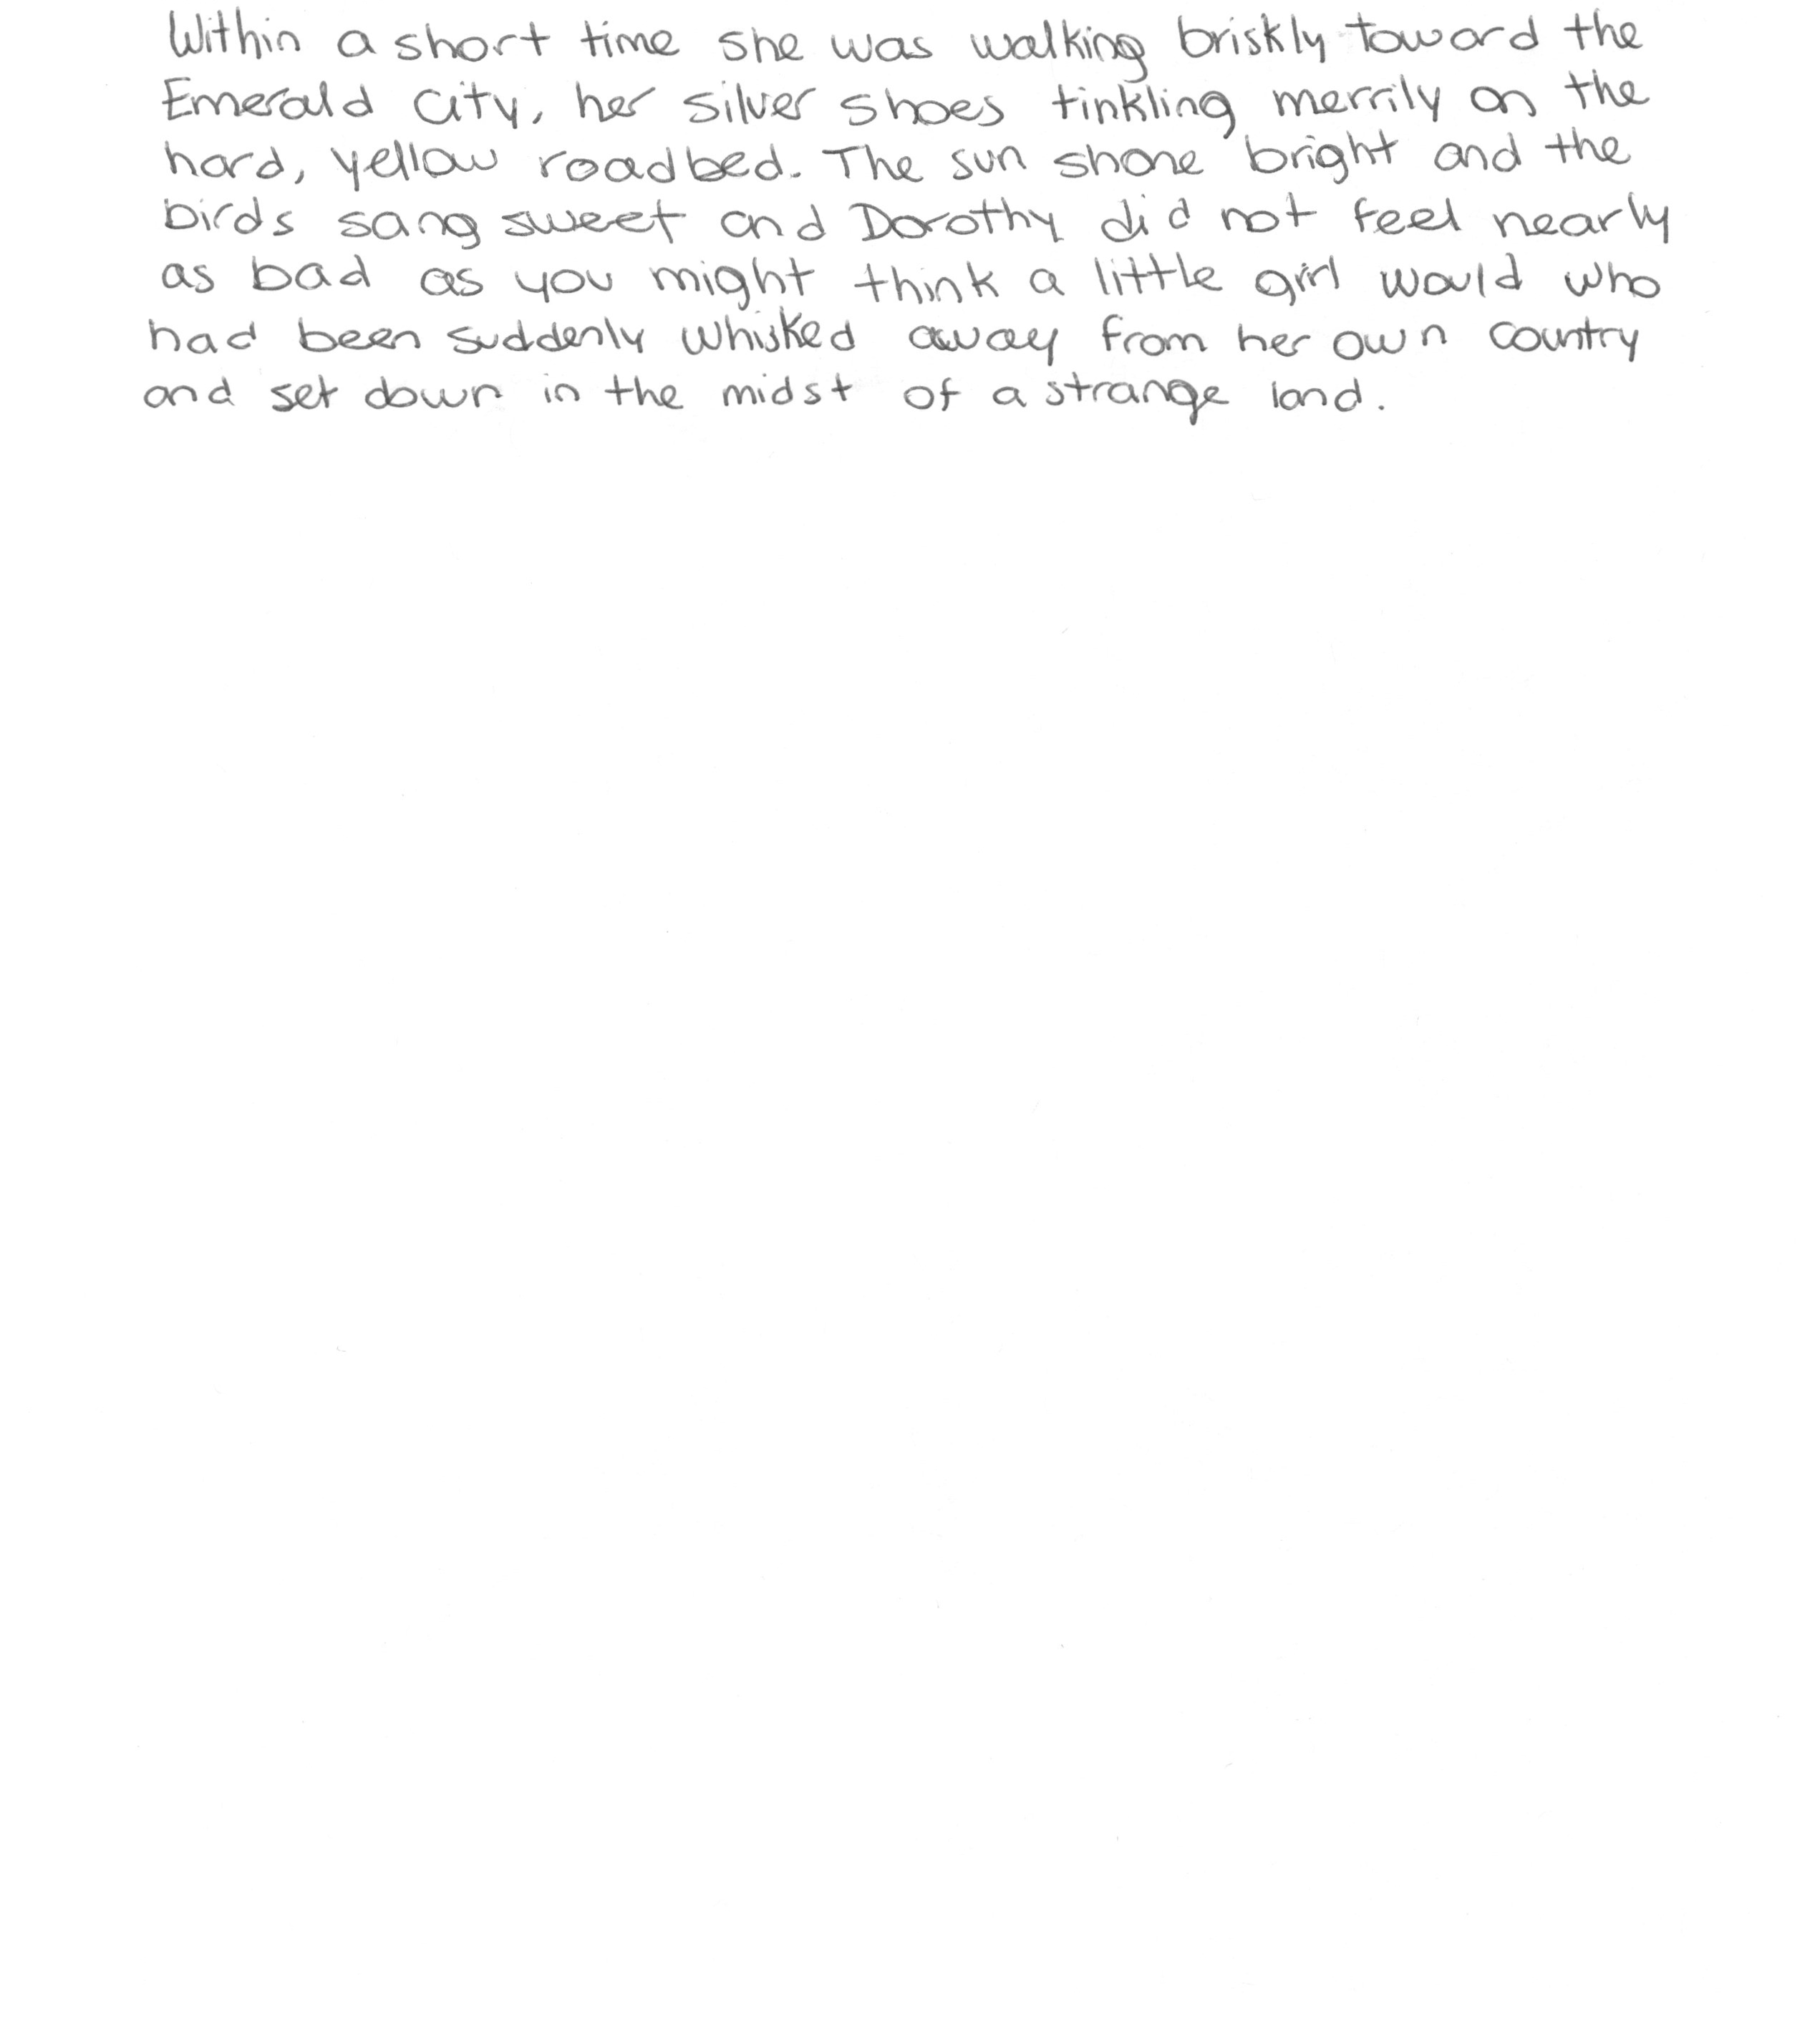 Within a short time she was walking briskly toward the
Emerald City, her silver shoes tinkling merrily on the
hard, yellow roadbed. The sun shone bright and the
birds sang sweet and Dorothy did not feel nearly
as bad as you might think a little girl would who
had been suddenly whisked away from her own country
and set down in the midst of a strange land.